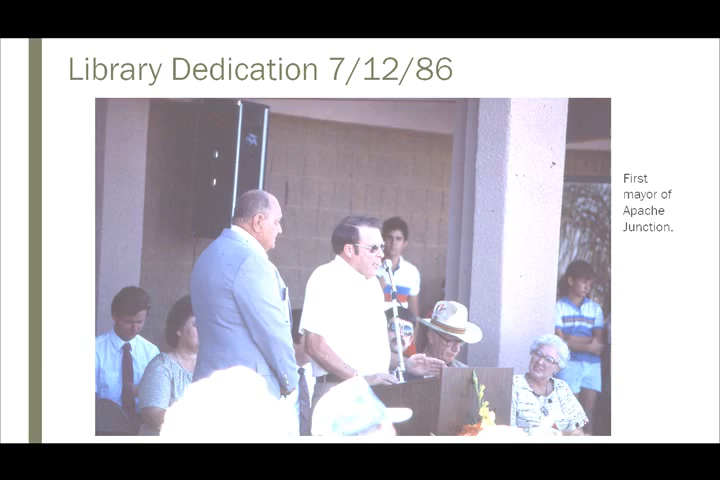 Library Dedication 7/12/86
First
mayor of
Apache
Junction.